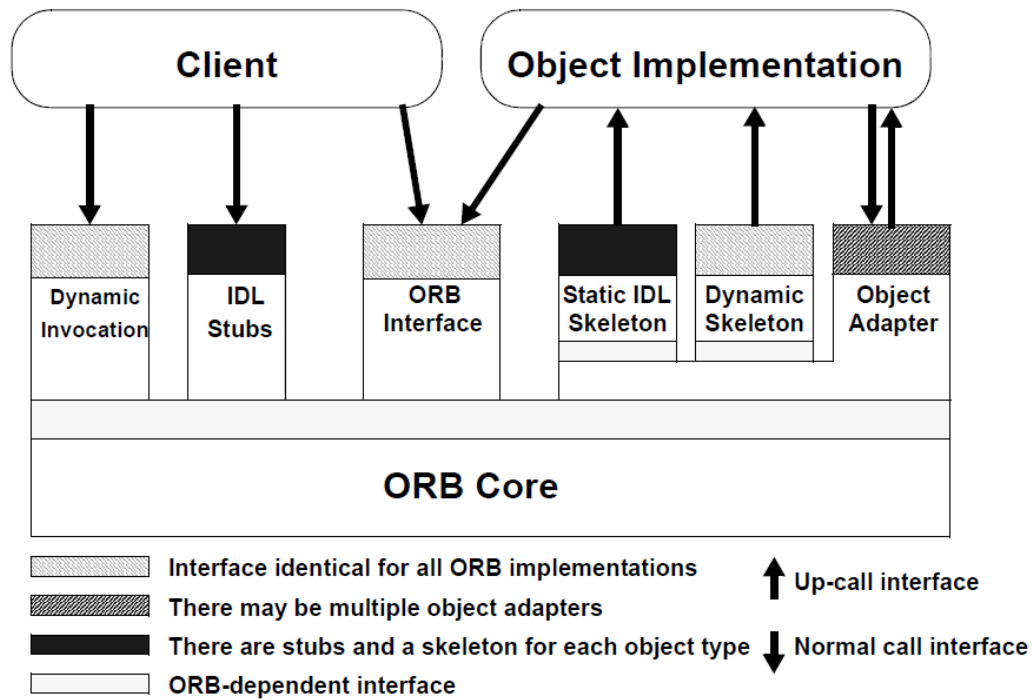 Client
Object Implementation
Dynamic
Invocation
IDL
Stubs
ORB
Interface
Static IDL
Skeleton
Dynamic
Skeleton
Object
Adapter
ORB Core
Interface identical for all ORB implementations
There may be multiple object adapters
There are stubs and a skeleton for each object type
ORB-dependent interface
Up-call interface
Normal call interface